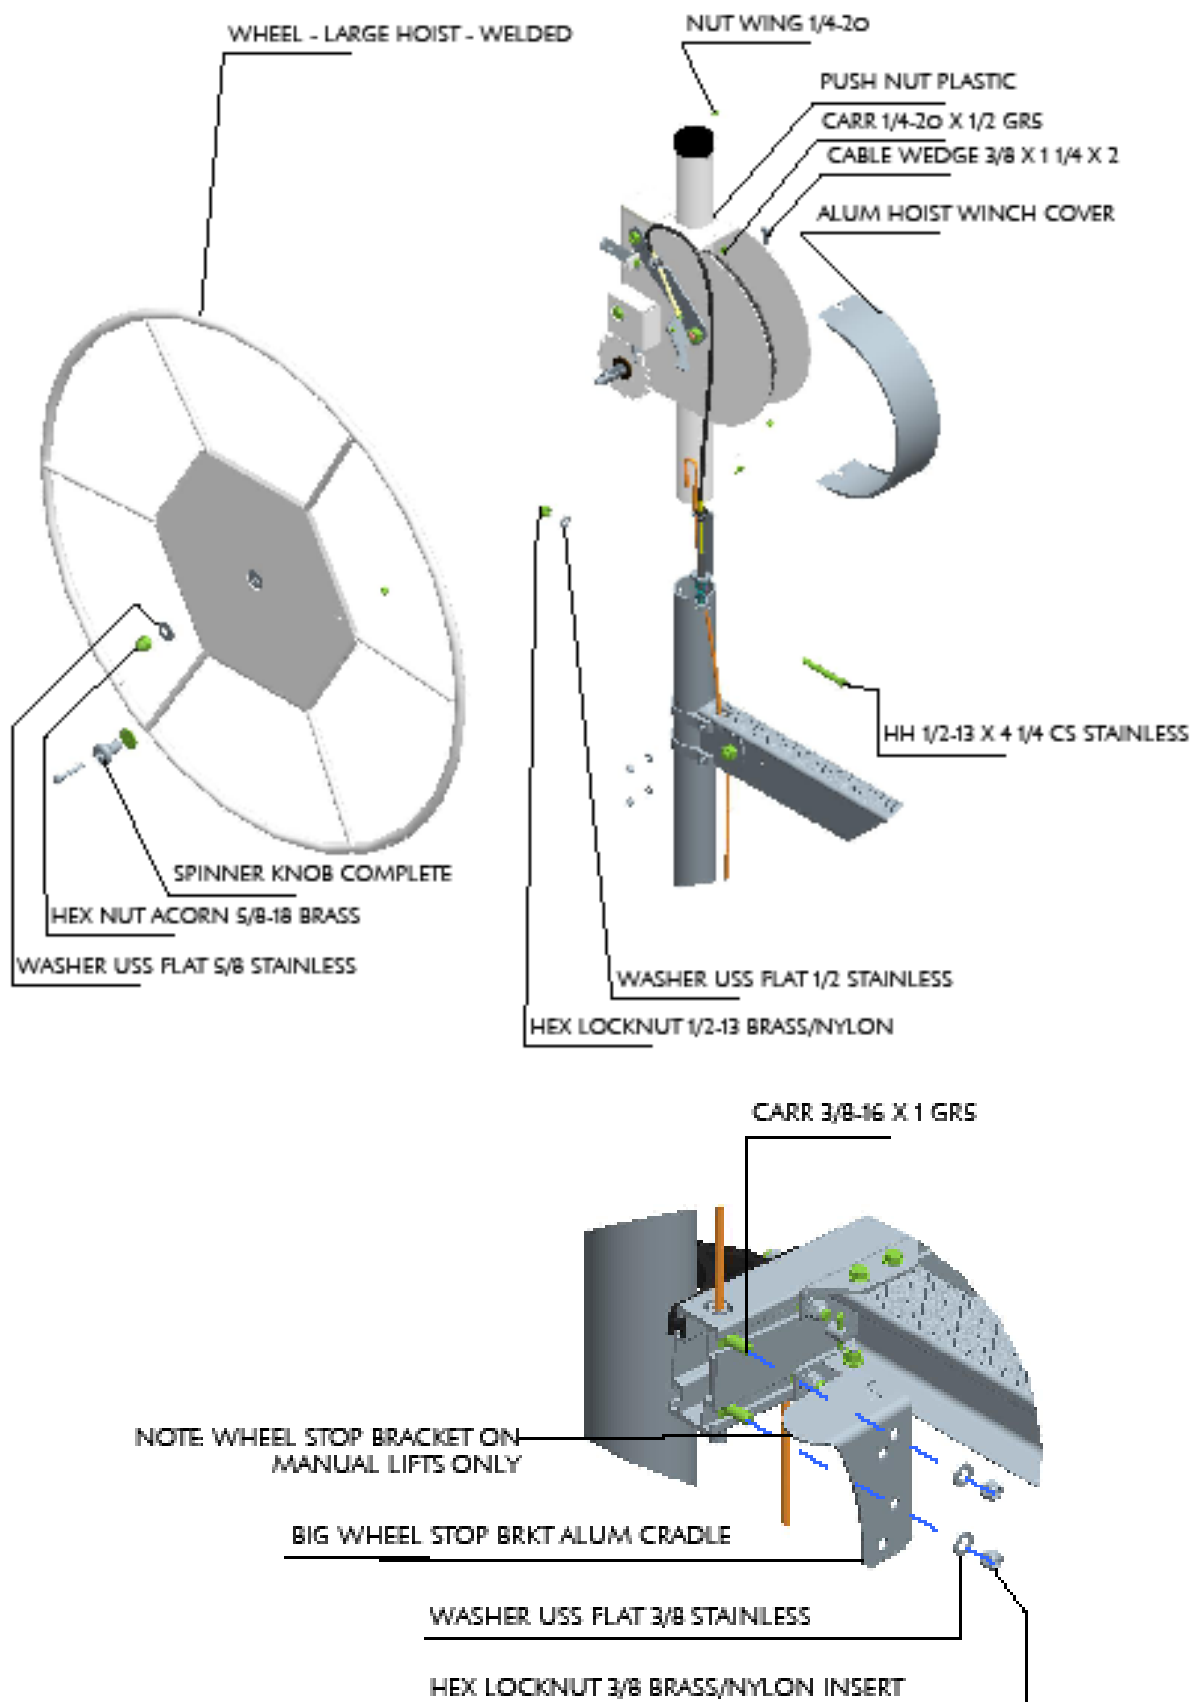 WHEEL - LARGE HOIST - WELDED
NUT WING 1/4-20
PUSH NUT PLASTIC
CARR 1/4-20 X 1/2 GR5
CABLE WEDGE 3/8 X 1 1/4 X 2
ALUM HOIST WINCH COVER
HH 1/2-13 X 4 1/4 CS STAINLESS
SPINNER KNOB COMPLETE
HEX NUT ACORN 5/8-18 BRASS
WASHER USS FLAT 5/8 STAINLESS
WASHER USS FLAT 1/2 STAINLESS
HEX LOCKNUT 1/2-13 BRASS/NYLON
CARR 3/8-16 X 1 GR5
NOTE: WHEEL STOP BRACKET ON
MANUAL LIFTS ONLY
BIG WHEEL STOP BRKT ALUM CRADLE
WASHER USS FLAT 3/8 STAINLESS
HEX LOCKNUT 3/8 BRASS/NYLON INSERT